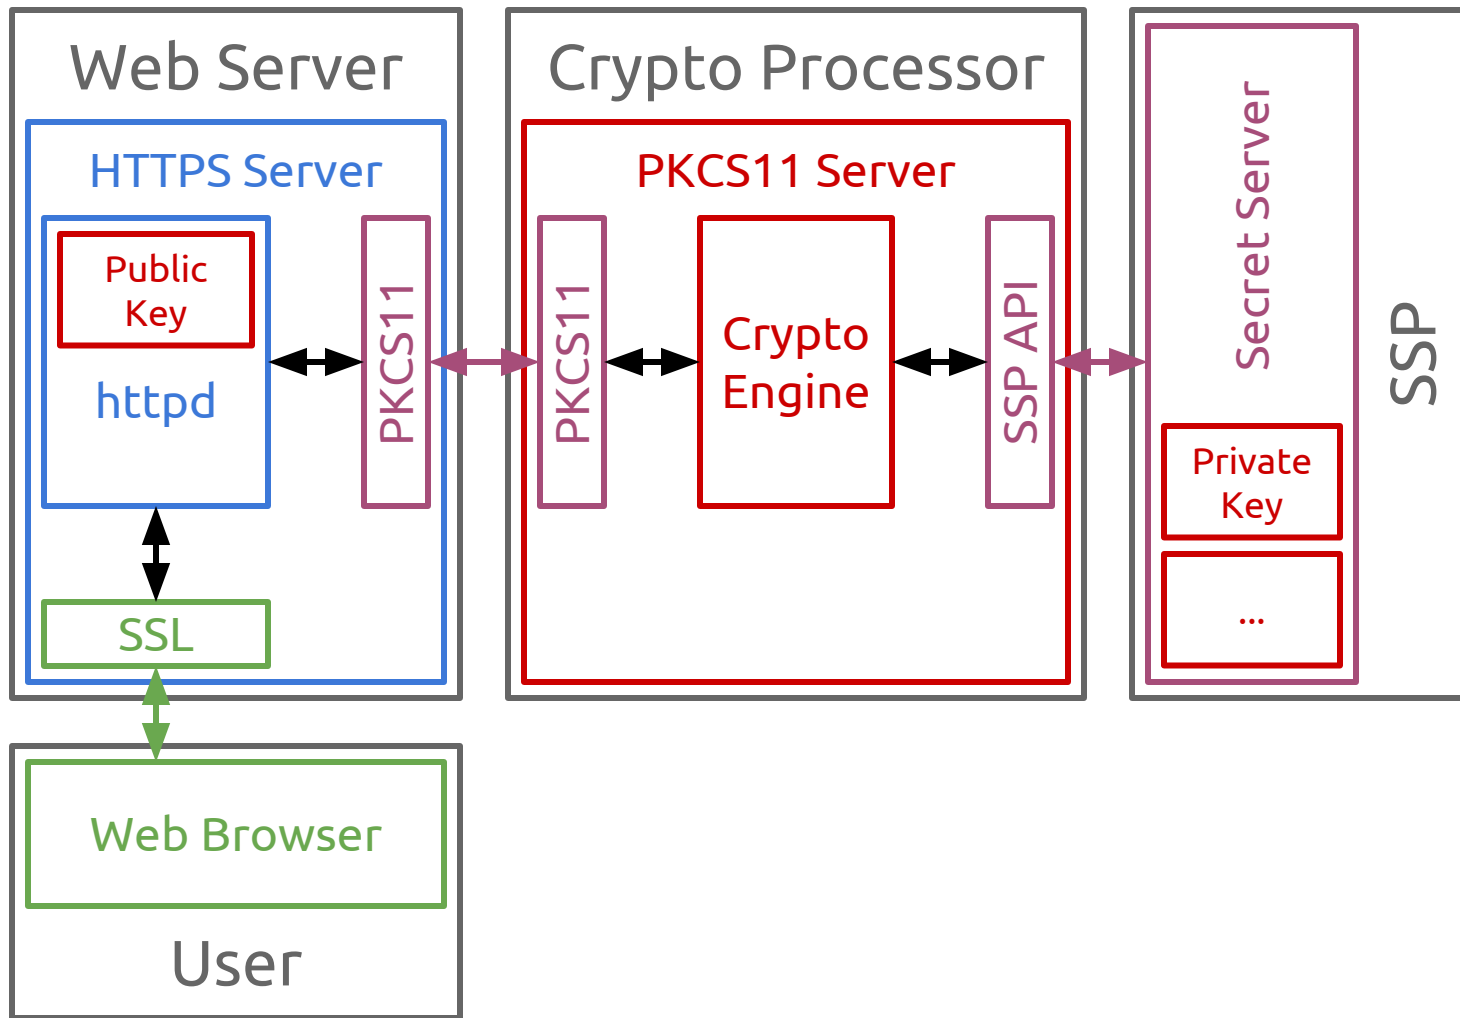 Web Server
HTTPS Server
Public
Key
httpd
PKCS11
SSL
Crypto Processor
PKCS11 Server
PKCS11
Crypto
Engine
SSP API
Secret Server
Private
Key
...
SSP
Web Browser
User